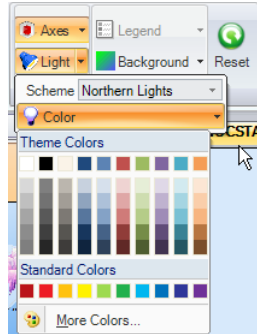 Axes Legend
Light Background Reset
Scheme Northern Lights
Color
Theme Colors
Standard Colors
More Colors...